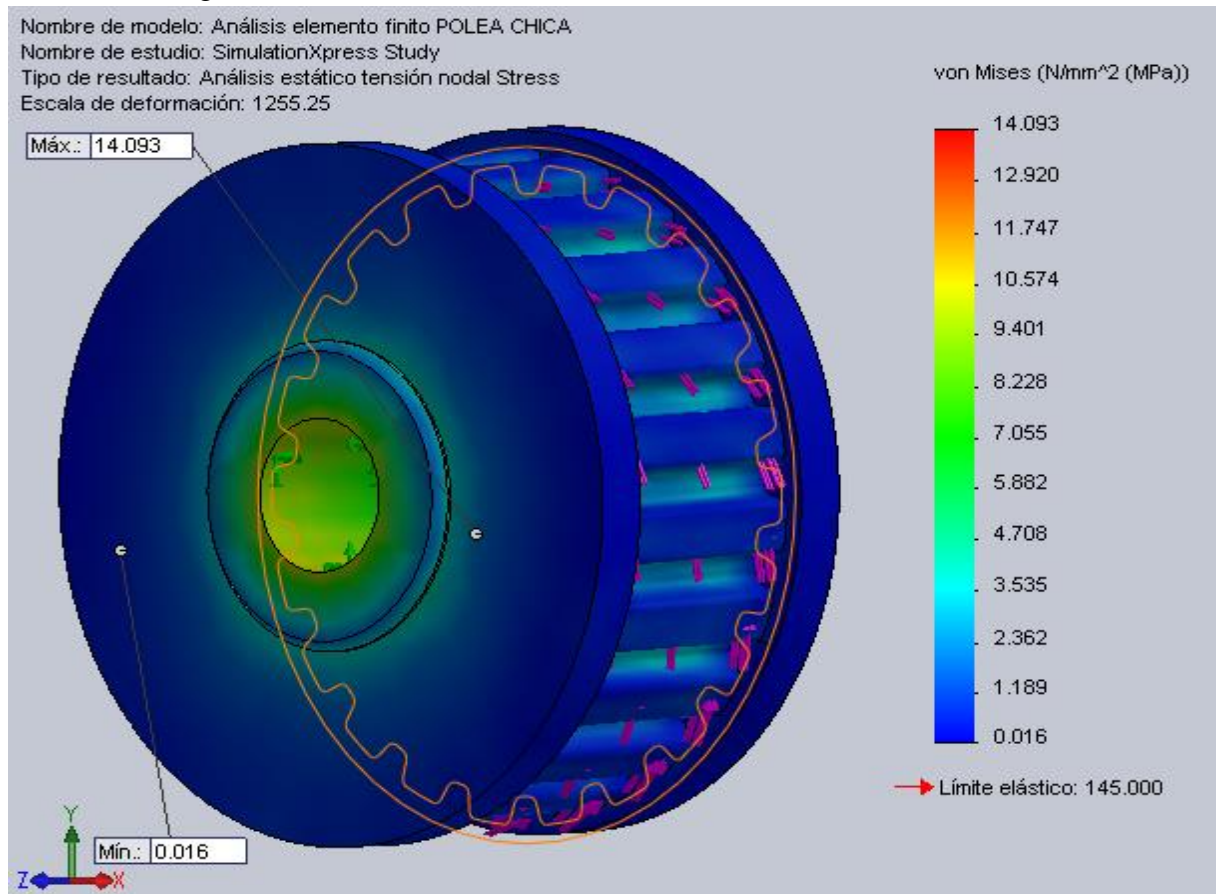 Nombre de modelo: Análisis elemento finito POLEA CHICA
Nombre de estudio: SimulationXpress Study
Tipo de resultado: Análisis estático tensión nodal Stress
Escala de deformación: 1255.25
von Mises (N/mm^2 (MPa))
Máx.: 14.093
14.093
12.920
11.747
10.574
9.401
8.228
7.055
5.882
4.708
3.535
2.362
1.189
0.016
Límite elástico: 145.000
Mín.: 0.016
Y
Z
X